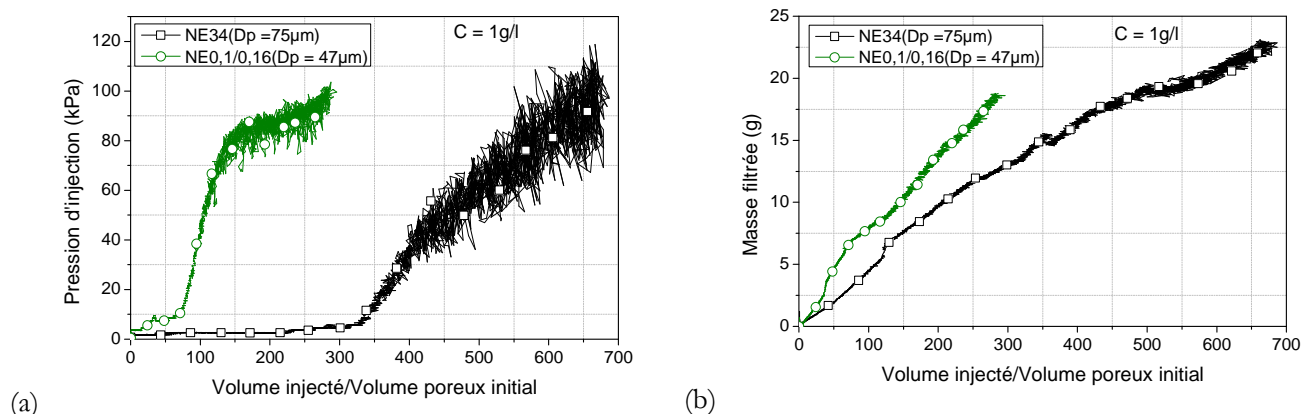 NE34(Dp =75µm)
NE0,1/0,16(Dp = 47µm)
C = 1g/l
120
100
80
60
40
20
0
0 100 200 300 400 500 600 700
Pression d'injection (kPa)
Volume injecté/Volume poreux initial
(a)
NE34(Dp =75µm)
NE0,1/0,16(Dp = 47µm)
C = 1g/l
25
20
15
10
5
0
0 100 200 300 400 500 600 700
Masse filtrée (g)
Volume injecté/Volume poreux initial
(b)